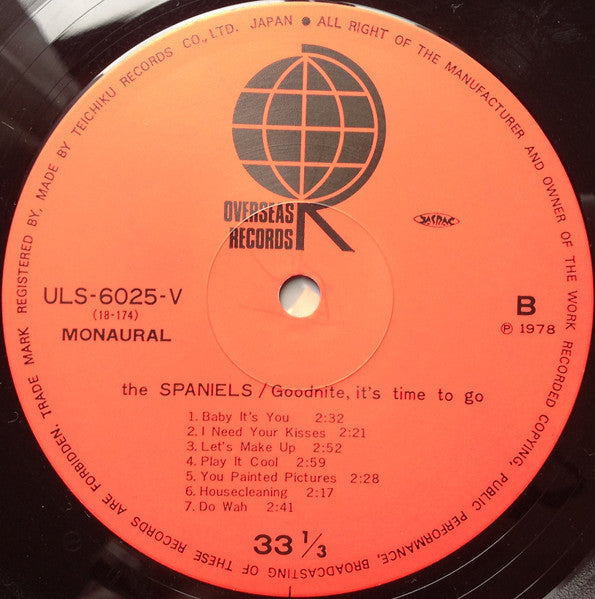 TRADE MARK REGISTERED BY, MADE BY TEICHIKU RECORDS CO., LTD. JAPAN ● ALL RIGHT OF THE MANUFACTURER AND OWNER OF THE WORK RECORDED COPYING, PUBLIC PERFORMANCE, BROADCASTING OF THESE RECORDS ARE FORBIDDEN,
OVERSEAS
RECORDS
JASRAC
ULS-6025-V
(18-174)
MONAURAL
B
℗ 1978
the SPANIELS / Goodnite, it's time to go
1. Baby It's You 2:32
2. I Need Your Kisses 2:21
3. Let's Make Up 2:52
4. Play It Cool 2:59
5. You Painted Pictures 2:28
6. Housecleaning 2:17
7. Do Wah 2:41
33 1/3